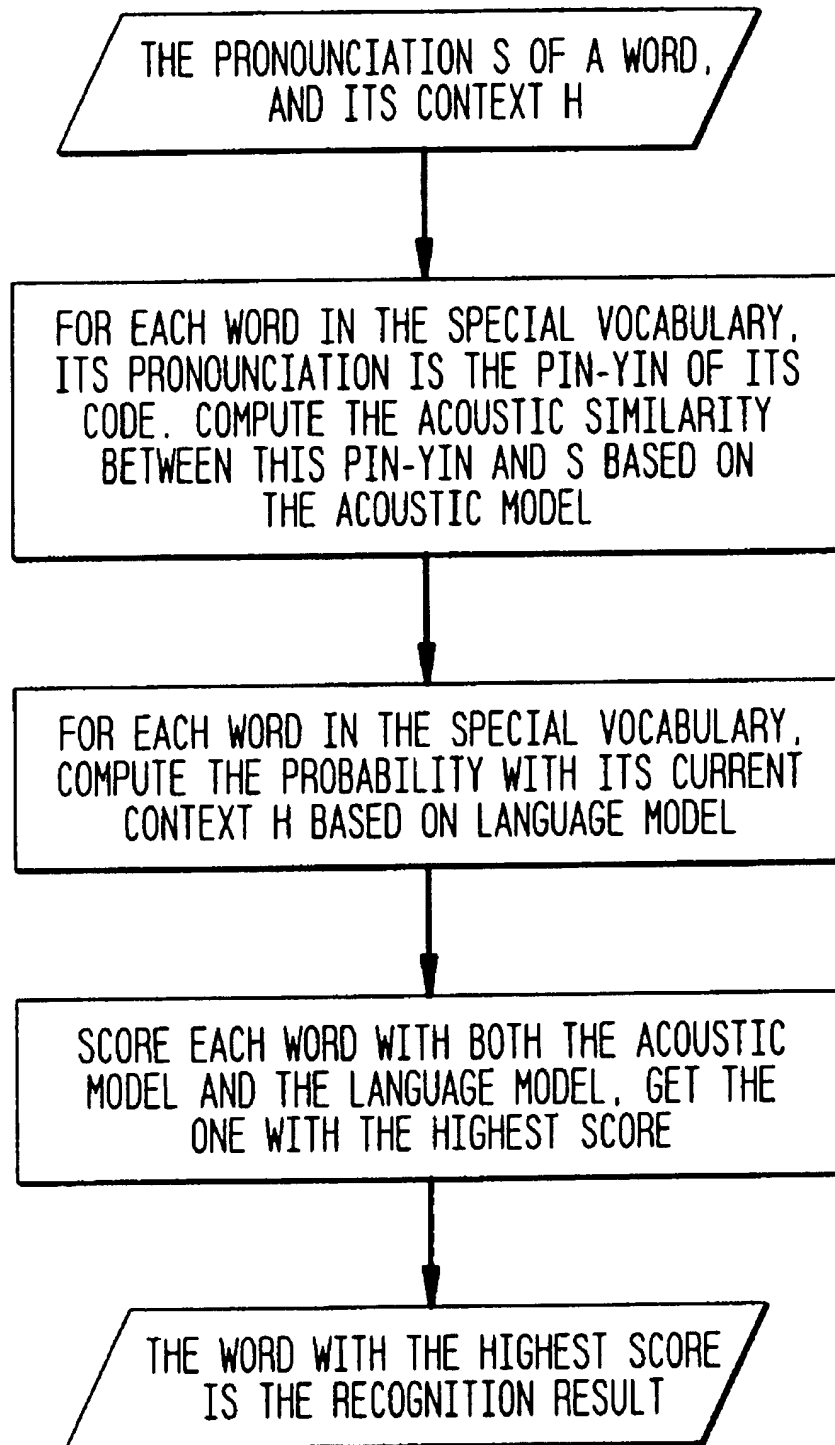 THE PRONOUNCIATION S OF A WORD,
AND ITS CONTEXT H
FOR EACH WORD IN THE SPECIAL VOCABULARY,
ITS PRONOUNCIATION IS THE PIN-YIN OF ITS
CODE. COMPUTE THE ACOUSTIC SIMILARITY
BETWEEN THIS PIN-YIN AND S BASED ON
THE ACOUSTIC MODEL
FOR EACH WORD IN THE SPECIAL VOCABULARY,
COMPUTE THE PROBABILITY WITH ITS CURRENT
CONTEXT H BASED ON LANGUAGE MODEL
SCORE EACH WORD WITH BOTH THE ACOUSTIC
MODEL AND THE LANGUAGE MODEL, GET THE
ONE WITH THE HIGHEST SCORE
THE WORD WITH THE HIGHEST SCORE
IS THE RECOGNITION RESULT